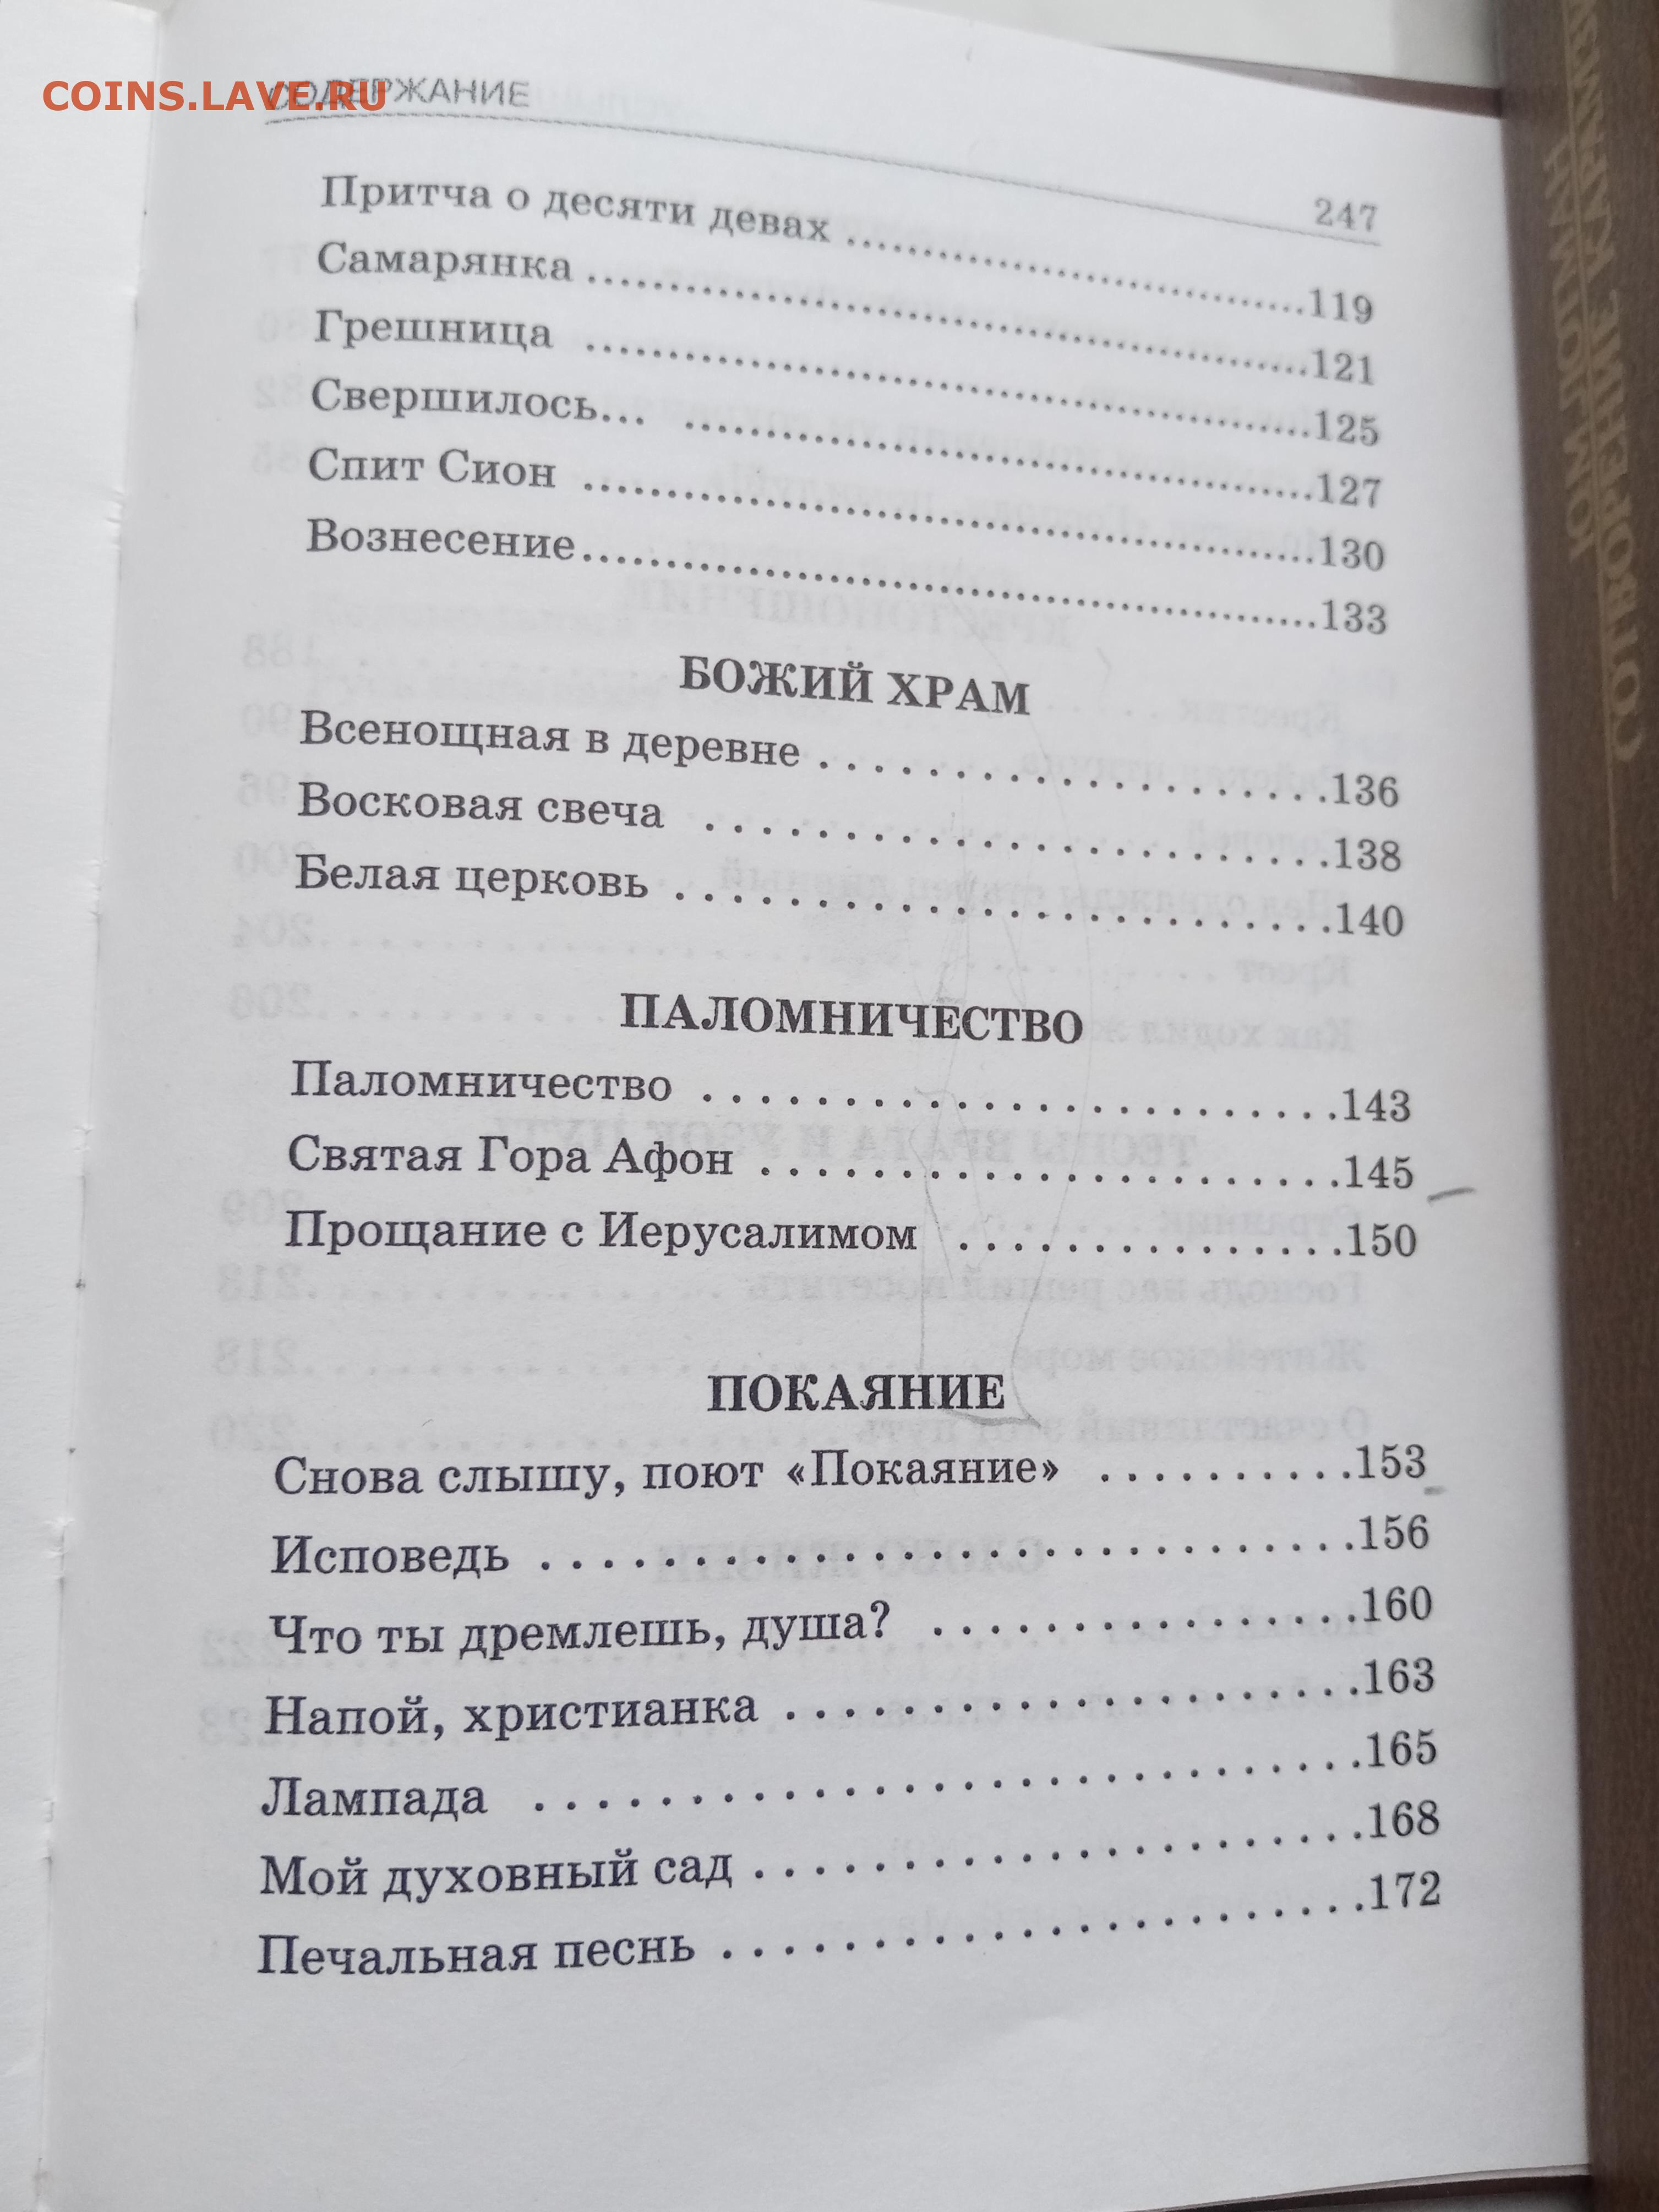 COINS.LAVE.RU
СОДЕРЖАНИЕ
247
Притча о десяти девах ..................................119
Самарянка ..................................................121
Грешница ..................................................125
Свершилось... ..........................................127
Спит Сион ..................................................130
Вознесение..................................................133
БОЖИЙ ХРАМ
Всенощная в деревне . . . . . . . . . . . . . . . . . . .136
Восковая свеча . . . . . . . . . . . . . . . . . . . . . . .138
Белая церковь . . . . . . . . . . . . . . . . . . . . . . . .140
ПАЛОМНИЧЕСТВО
Паломничество . . . . . . . . . . . . . . . . . . . . . . .143
Святая Гора Афон . . . . . . . . . . . . . . . . . . . . .145
Прощание с Иерусалимом . . . . . . . . . . . . . .150
ПОКАЯНИЕ
Снова слышу, поют «Покаяние» . . . . . . . . . .153
Исповедь . . . . . . . . . . . . . . . . . . . . . . . . . . . .156
Что ты дремлешь, душа? . . . . . . . . . . . . . . .160
Напой, христианка . . . . . . . . . . . . . . . . . . . .163
Лампада . . . . . . . . . . . . . . . . . . . . . . . . . . . .165
Мой духовный сад . . . . . . . . . . . . . . . . . . . . .168
Печальная песнь . . . . . . . . . . . . . . . . . . . . . .172